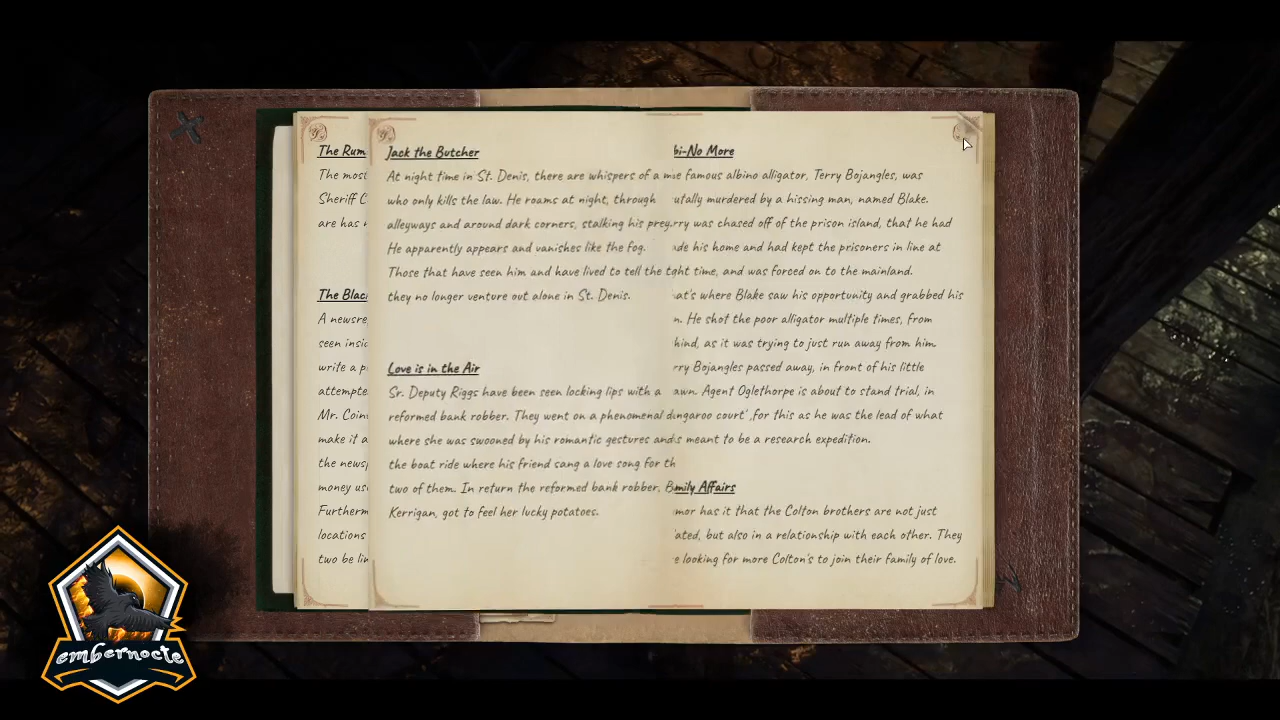 The Rum
The most
Sheriff C
are has
The Blac
A newsre
seen insi
write a p
attempte
Mr. Coin
make it a
the news
money us
Furtherm
locations
two be lin
Jack the Butcher
At night time in St. Denis, there are whispers of a m
who only kills the law. He roams at night, through
alleyways and around dark corners, stalking his prey.
He apparently appears and vanishes like the fog.
Those that have seen him and have lived to tell the t
they no longer venture out alone in St. Denis.
Love is in the Air
Sr. Deputy Riggs have been seen locking lips with a
reformed bank robber. They went on a phenomenal d
where she was swooned by his romantic gestures and
the boat ride where his friend sang a love song for th
two of them. In return the reformed bank robber, B
Kerrigan, got to feel her lucky potatoes.
bi-No More
e famous albino alligator, Terry Bojangles, was
utally murdered by a hissing man, named Blake.
rry was chased off of the prison island, that he had
de his home and had kept the prisoners in line at
ght time, and was forced on to the mainland.
at's where Blake saw his opportunity and grabbed his
n. He shot the poor alligator multiple times, from
hind, as it was trying to just run away from him.
rry Bojangles passed away, in front of his little
awn. Agent Oglethorpe is about to stand trial, in
ngaroo court' ,for this as he was the lead of what
s meant to be a research expedition.
mily Affairs
mor has it that the Colton brothers are not just
ated, but also in a relationship with each other. They
e looking for more Colton's to join their family of love.
embernocte